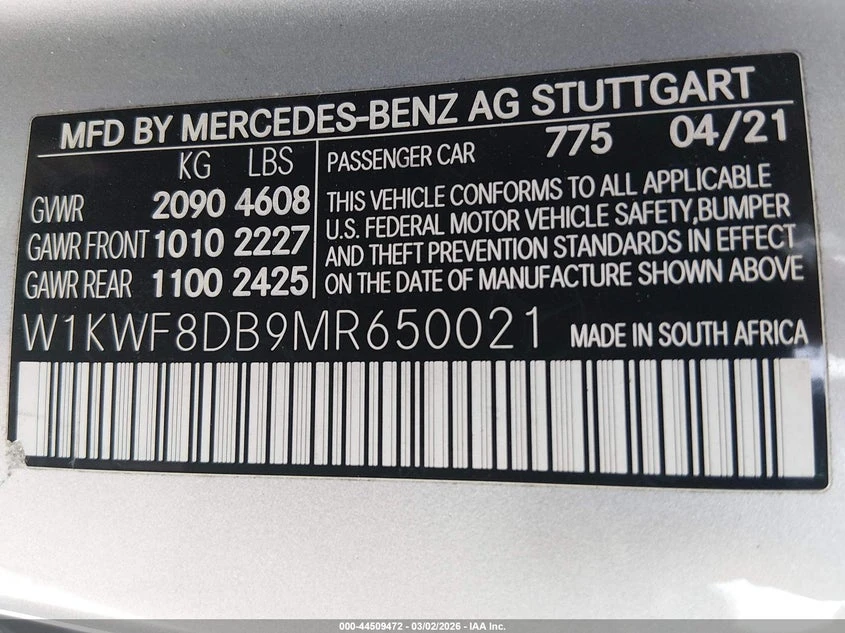 MFD BY MERCEDES-BENZ AG STUTTGART
KG LBS
GVWR 2090 4608
GAWR FRONT 1010 2227
GAWR REAR 1100 2425
PASSENGER CAR 775 04/21
THIS VEHICLE CONFORMS TO ALL APPLICABLE
U.S. FEDERAL MOTOR VEHICLE SAFETY,BUMPER
AND THEFT PREVENTION STANDARDS IN EFFECT
ON THE DATE OF MANUFACTURE SHOWN ABOVE
W1KWF8DB9MR650021 MADE IN SOUTH AFRICA
000-44509472 - 03/02/2026 - IAA Inc.